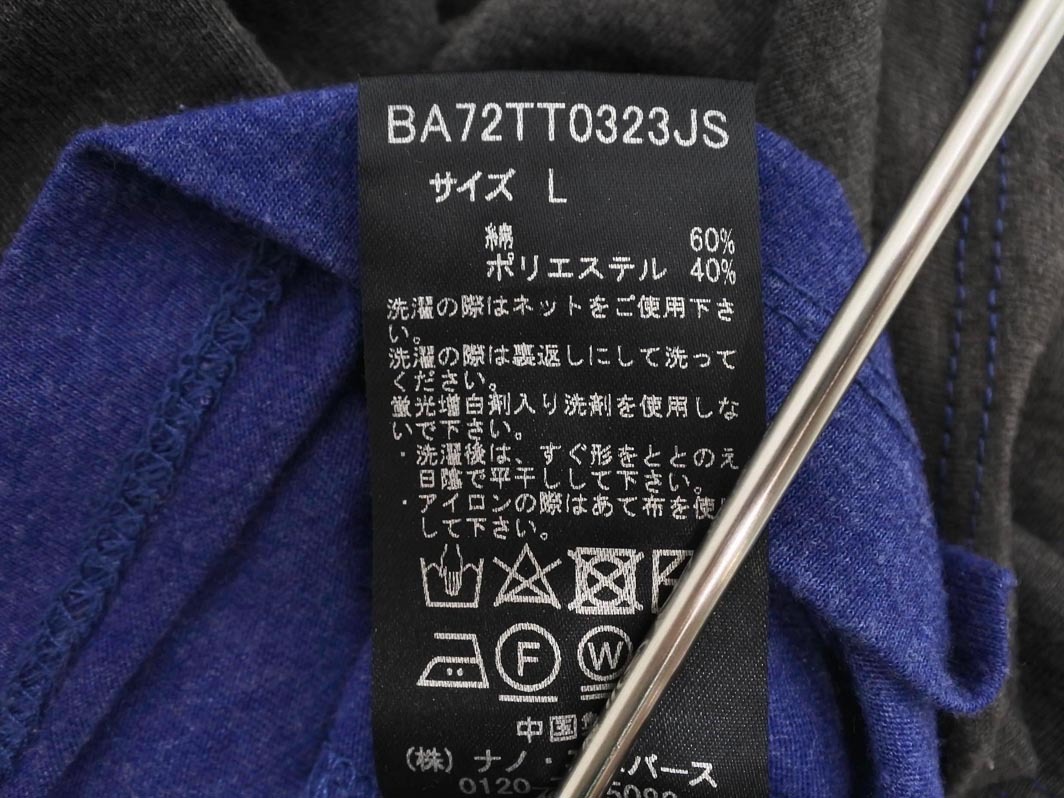 BA72TT0323JS
サイズ L
綿 60%
ポリエステル 40%
洗濯の際はネットをご使用下さ
い。
洗濯の際は裏返しにして洗って
ください。
蛍光増白剤入り洗剤を使用しな
いで下さい。
・洗濯後は、すぐ形をととのえ
日陰で平干しして下さい。
・アイロンの際はあて布を使
して下さい。
F W
中国
(株) ナノ・ バース
0120-